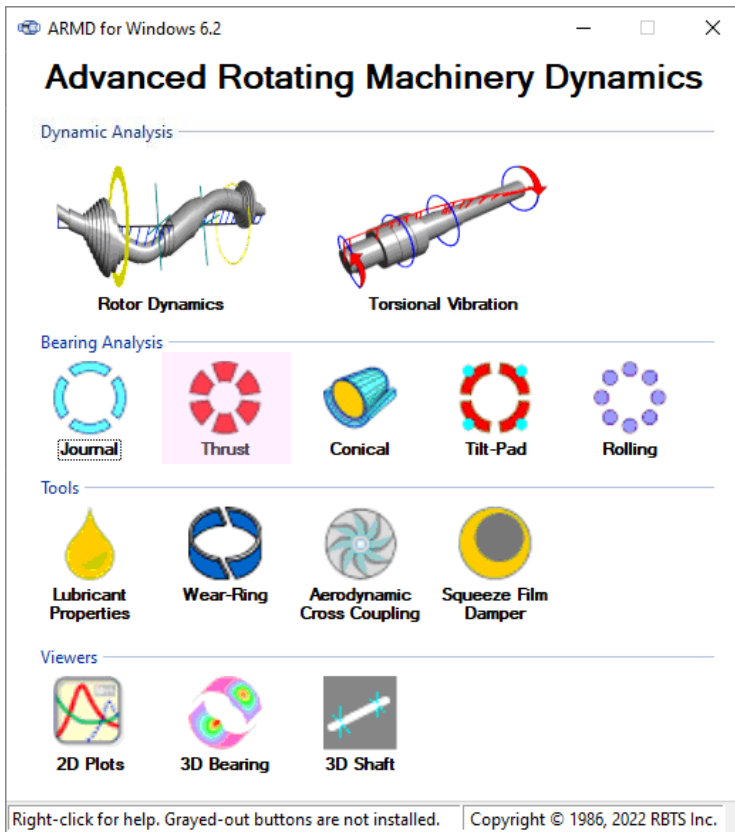 ARMD for Windows 6.2
Advanced Rotating Machinery Dynamics
Dynamic Analysis
Rotor Dynamics
Torsional Vibration
Bearing Analysis
Journal
Thrust
Conical
Tilt-Pad
Rolling
Tools
Lubricant
Properties
Wear-Ring
Aerodynamic
Cross Coupling
Squeeze Film
Damper
Viewers
2D Plots
3D Bearing
3D Shaft
Right-click for help. Grayed-out buttons are not installed.
Copyright © 1986, 2022 RBTS Inc.